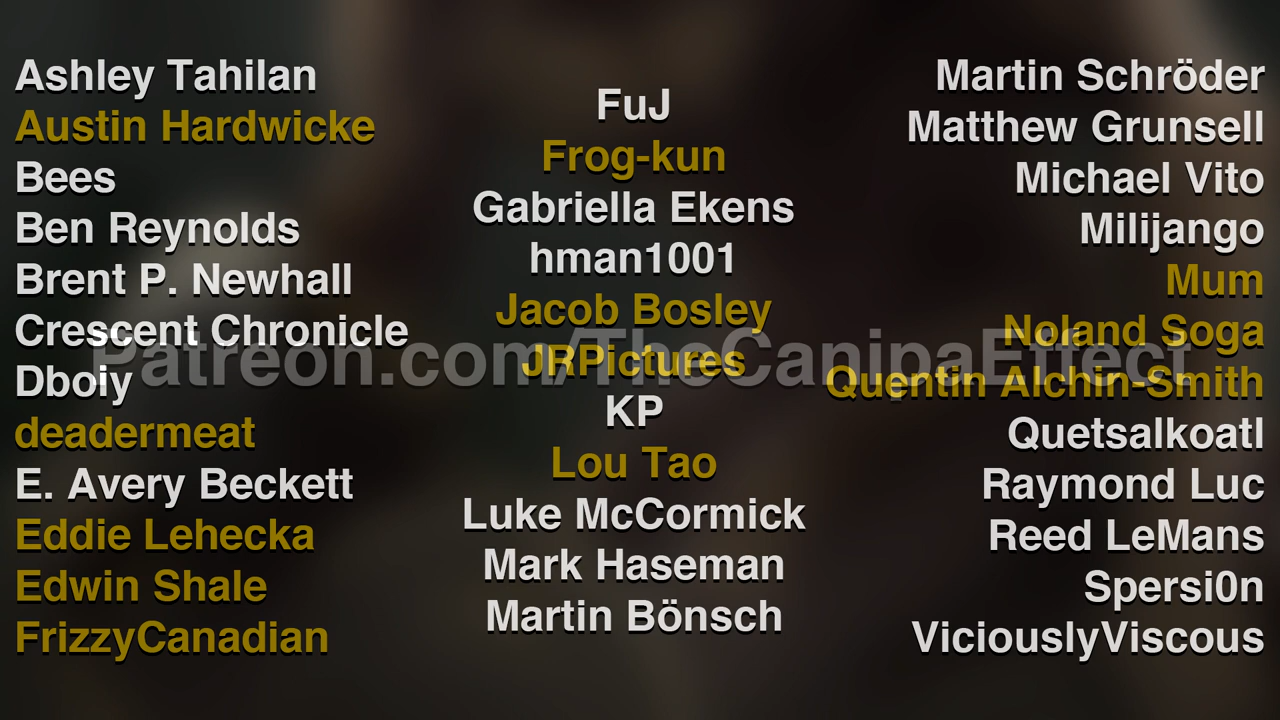 Ashley Tahilan
Austin Hardwicke
Bees
Ben Reynolds
Brent P. Newhall
Crescent Chronicle
Dboiy
deadermeat
E. Avery Beckett
Eddie Lehecka
Edwin Shale
FrizzyCanadian
FuJ
Frog-kun
Gabriella Ekens
hman1001
Jacob Bosley
JRPictures
KP
Lou Tao
Luke McCormick
Mark Haseman
Martin Bönsch
Martin Schröder
Matthew Grunsell
Michael Vito
Milijango
Mum
Noland Soga
Quentin Alchin-Smith
Quetsalkoatl
Raymond Luc
Reed LeMans
Spersi0n
ViciouslyViscous
Patreon.com/TheCanipaEffect